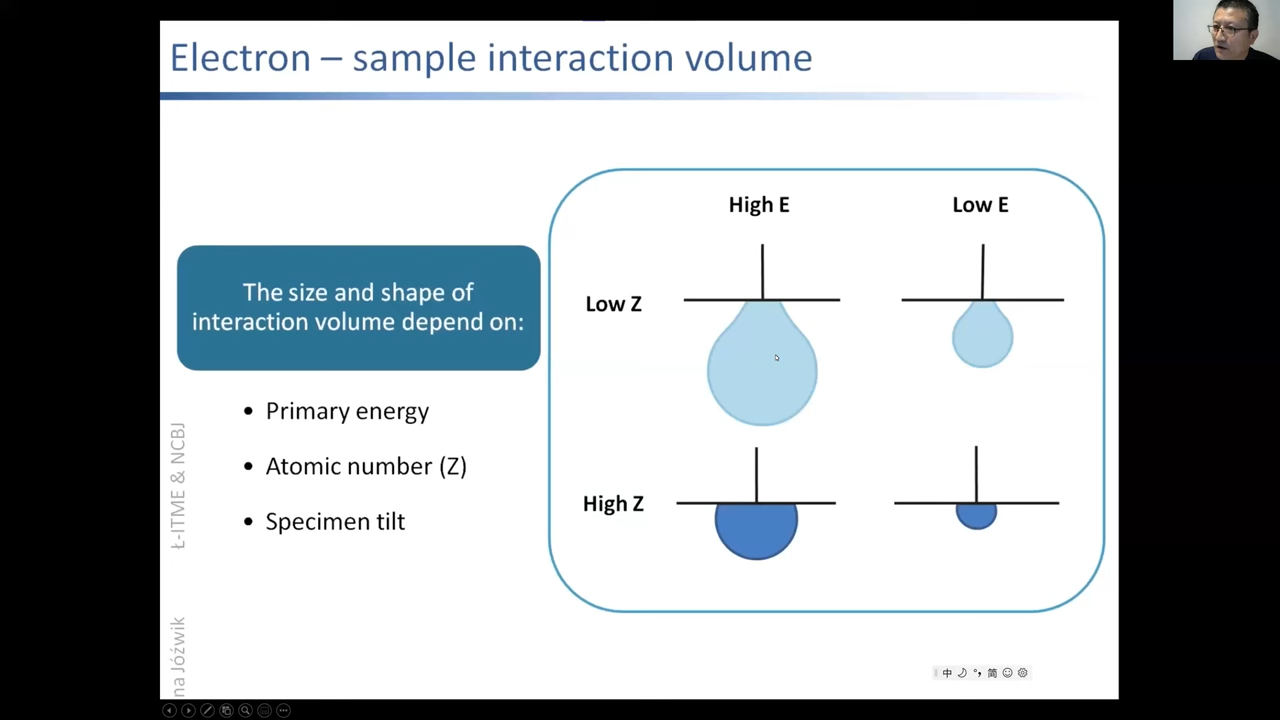 Electron – sample interaction volume
The size and shape of
interaction volume depend on:
• Primary energy
• Atomic number (Z)
• Specimen tilt
High E
Low E
Low Z
High Z
Ł-ITME & NCBJ
na Jóźwik
中 简